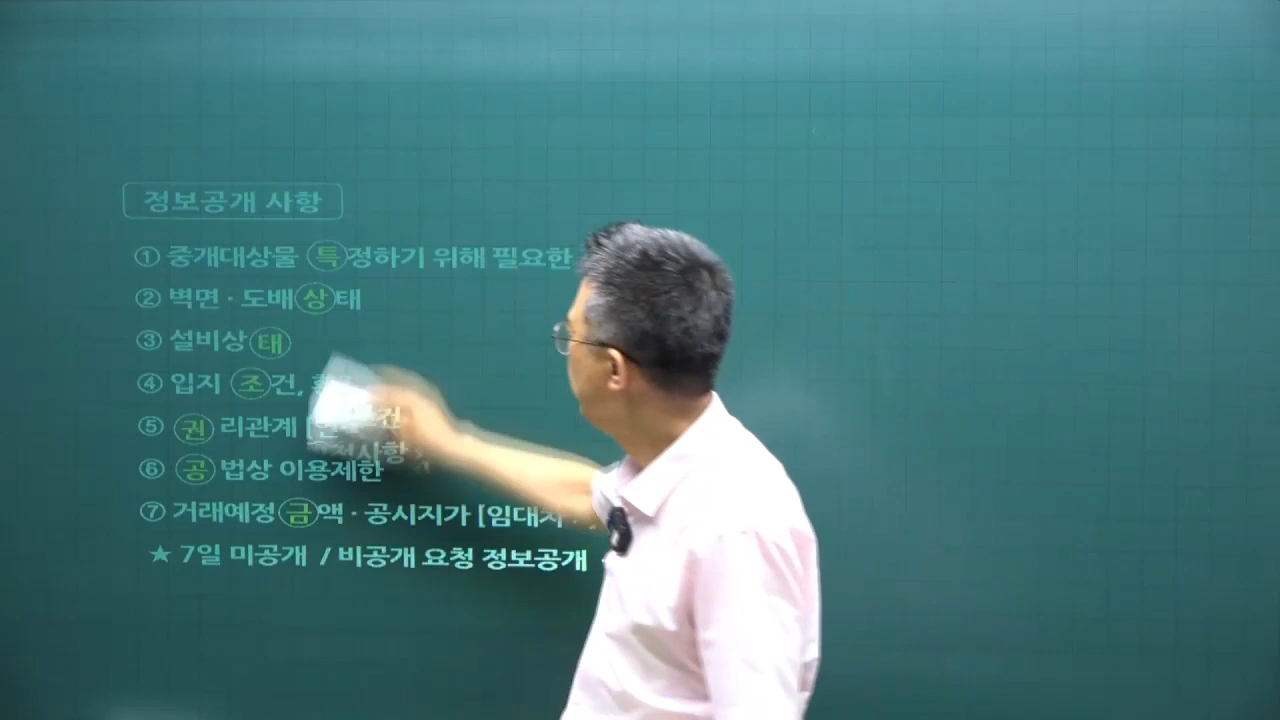 정보공개 사항
① 중개대상물 특정하기 위해 필요한
② 벽면·도배상태
③ 설비상태
④ 입지 조건,
⑤ 권리관계
⑥ 공법상 이용제한
⑦ 거래예정금액·공시지가 [임대차
★ 7일 미공개 / 비공개 요청 정보공개